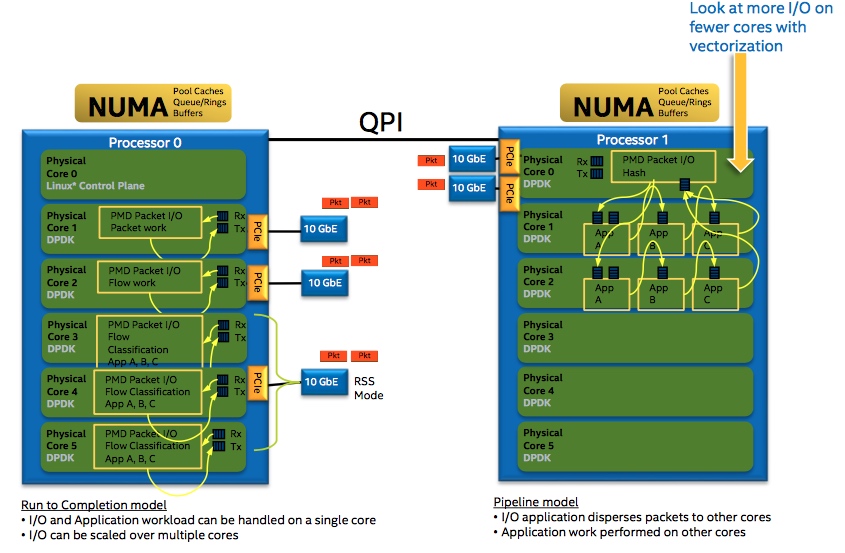 Look at more I/O on
fewer cores with
vectorization
NUMA
Pool Caches
Queue/Rings
Buffers
QPI
NUMA
Pool Caches
Queue/Rings
Buffers
Processor 0
Physical
Core 0
Linux* Control Plane
Physical
Core 1
DPDK
PMD Packet I/O
Packet work
Rx
Tx
PCIe
10 GbE
Pkt
Pkt
Physical
Core 2
DPDK
PMD Packet I/O
Flow work
Rx
Tx
PCIe
10 GbE
Pkt
Pkt
Physical
Core 3
DPDK
PMD Packet I/O
Flow
Classification
App A, B, C
Rx
Tx
Physical
Core 4
DPDK
PMD Packet I/O
Flow Classification
App A, B, C
Rx
Tx
PCIe
10 GbE
Pkt
Pkt
RSS
Mode
Physical
Core 5
DPDK
PMD Packet I/O
Flow Classification
App A, B, C
Rx
Tx
Run to Completion model
• I/O and Application workload can be handled on a single core
• I/O can be scaled over multiple cores
Processor 1
Pkt
10 GbE
PCIe
Pkt
10 GbE
PCIe
Physical
Core 0
DPDK
Rx
Tx
PMD Packet I/O
Hash
Physical
Core 1
DPDK
App
A
App
B
App
C
Physical
Core 2
DPDK
App
A
App
B
App
C
Physical
Core 3
DPDK
Physical
Core 4
DPDK
Physical
Core 5
DPDK
Pipeline model
• I/O application disperses packets to other cores
• Application work performed on other cores